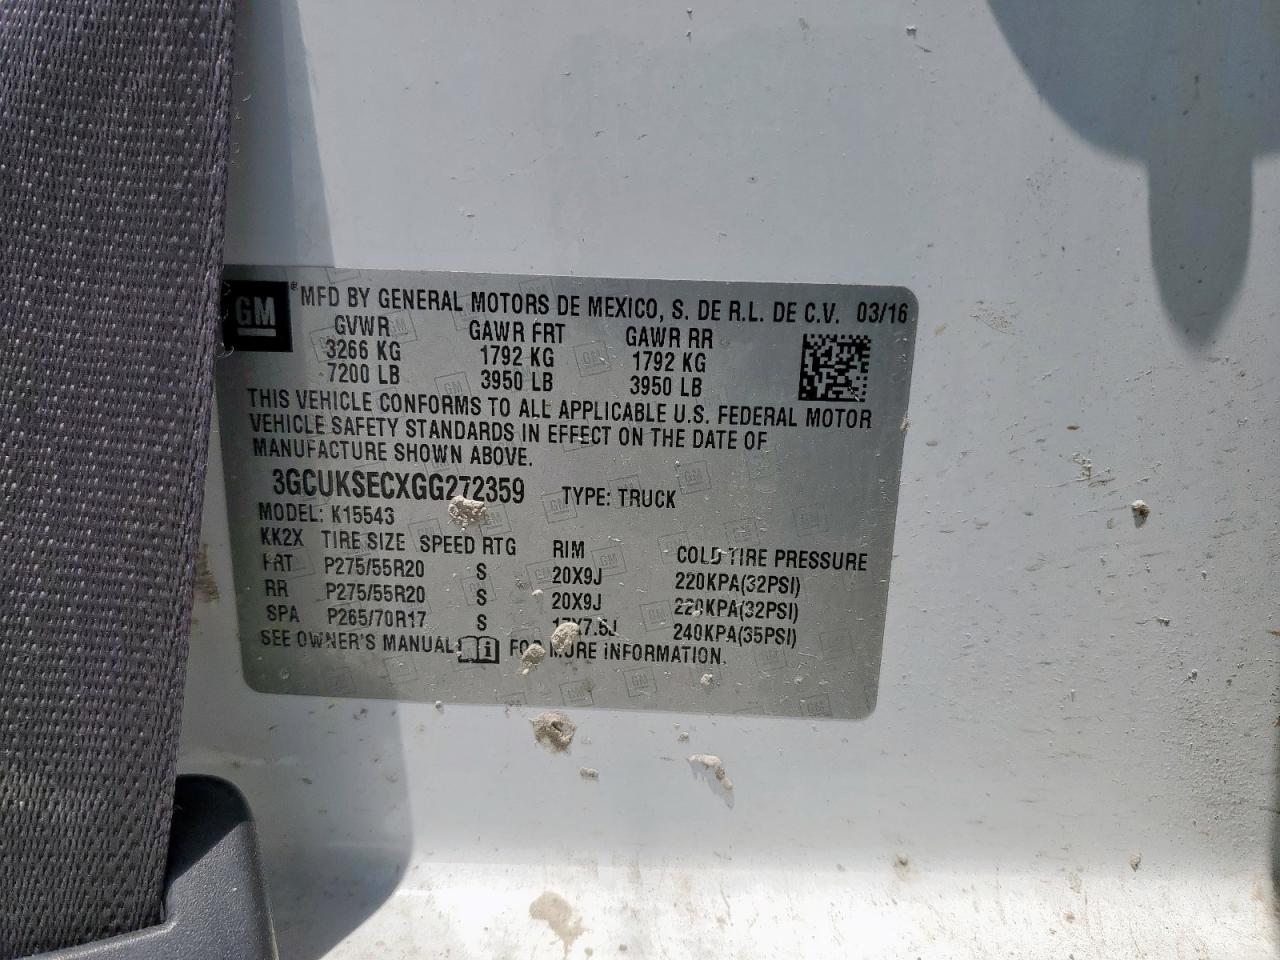 GM ® MFD BY GENERAL MOTORS DE MEXICO, S. DE R.L. DE C.V. 03/16
GVWR GAWR FRT GAWR RR
3266 KG 1792 KG 1792 KG
7200 LB 3950 LB 3950 LB
THIS VEHICLE CONFORMS TO ALL APPLICABLE U.S. FEDERAL MOTOR
VEHICLE SAFETY STANDARDS IN EFFECT ON THE DATE OF
MANUFACTURE SHOWN ABOVE.
3GCUKSECXGG272359 TYPE: TRUCK
MODEL: K15543
KK2X TIRE SIZE SPEED RTG RIM COLD TIRE PRESSURE
FRT P275/55R20 S 20X9J 220KPA(32PSI)
RR P275/55R20 S 20X9J 220KPA(32PSI)
SPA P265/70R17 S 17X7.5J 240KPA(35PSI)
SEE OWNER'S MANUAL FOR MORE INFORMATION.